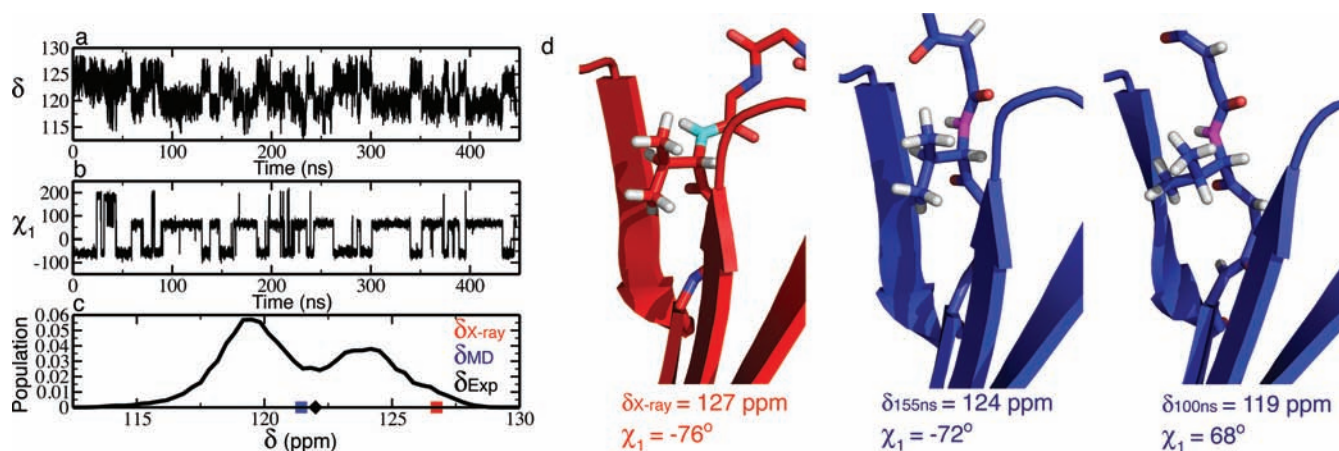 a
130
125
120
115
δ
0 100 200 300 400
Time (ns)
b
200
100
0
-100
χ1
0 100 200 300 400
Time (ns)
c
0.06
0.05
0.04
0.03
0.02
0.01
0
Population
δX-ray
δMD
δExp
115 120 125 130
δ (ppm)
d
δX-ray = 127 ppm
χ1 = -76°
δ155ns = 124 ppm
χ1 = -72°
δ100ns = 119 ppm
χ1 = 68°